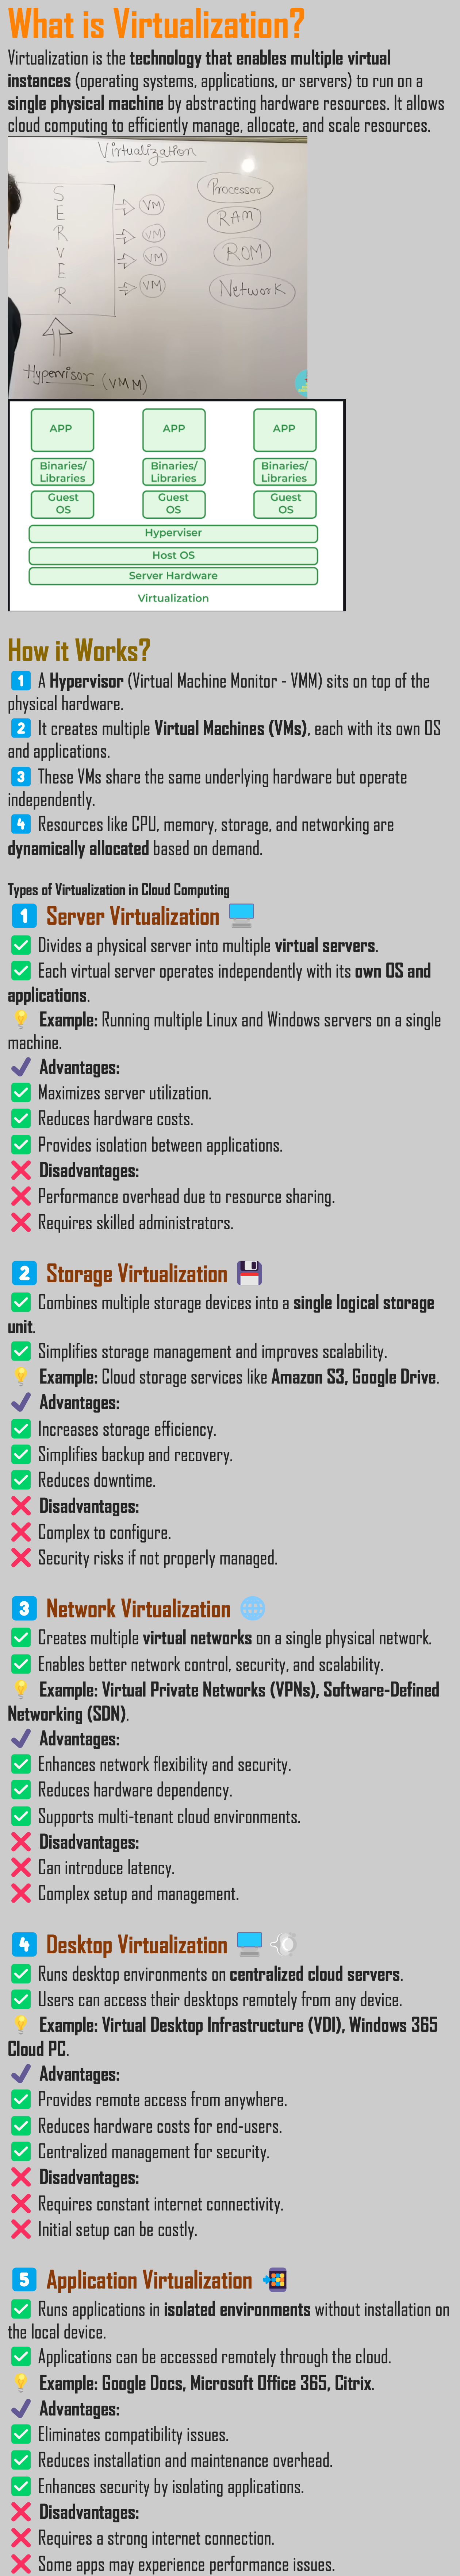 What is Virtualization?
Virtualization is the technology that enables multiple virtual
instances (operating systems, applications, or servers) to run on a
single physical machine by abstracting hardware resources. It allows
cloud computing to efficiently manage, allocate, and scale resources.
Virtualization
SERVER
VM
VM
VM
VM
Processor
RAM
ROM
Network
Hypervisor (VMM)
APP APP APP
Binaries/ Binaries/ Binaries/
Libraries Libraries Libraries
Guest Guest Guest
OS OS OS
Hyperviser
Host OS
Server Hardware
Virtualization
How it Works?
1 A Hypervisor (Virtual Machine Monitor - VMM) sits on top of the
physical hardware.
2 It creates multiple Virtual Machines (VMs), each with its own OS
and applications.
3 These VMs share the same underlying hardware but operate
independently.
4 Resources like CPU, memory, storage, and networking are
dynamically allocated based on demand.
Types of Virtualization in Cloud Computing
1 Server Virtualization 🖥️
✅ Divides a physical server into multiple virtual servers.
✅ Each virtual server operates independently with its own OS and
applications.
💡 Example: Running multiple Linux and Windows servers on a single
machine.
✔ Advantages:
✅ Maximizes server utilization.
✅ Reduces hardware costs.
✅ Provides isolation between applications.
❌ Disadvantages:
❌ Performance overhead due to resource sharing.
❌ Requires skilled administrators.
2 Storage Virtualization 💾
✅ Combines multiple storage devices into a single logical storage
unit.
✅ Simplifies storage management and improves scalability.
💡 Example: Cloud storage services like Amazon S3, Google Drive.
✔ Advantages:
✅ Increases storage efficiency.
✅ Simplifies backup and recovery.
✅ Reduces downtime.
❌ Disadvantages:
❌ Complex to configure.
❌ Security risks if not properly managed.
3 Network Virtualization 🌐
✅ Creates multiple virtual networks on a single physical network.
✅ Enables better network control, security, and scalability.
💡 Example: Virtual Private Networks (VPNs), Software-Defined
Networking (SDN).
✔ Advantages:
✅ Enhances network flexibility and security.
✅ Reduces hardware dependency.
✅ Supports multi-tenant cloud environments.
❌ Disadvantages:
❌ Can introduce latency.
❌ Complex setup and management.
4 Desktop Virtualization 🖥️
✅ Runs desktop environments on centralized cloud servers.
✅ Users can access their desktops remotely from any device.
💡 Example: Virtual Desktop Infrastructure (VDI), Windows 365
Cloud PC.
✔ Advantages:
✅ Provides remote access from anywhere.
✅ Reduces hardware costs for end-users.
✅ Centralized management for security.
❌ Disadvantages:
❌ Requires constant internet connectivity.
❌ Initial setup can be costly.
5 Application Virtualization 📲
✅ Runs applications in isolated environments without installation on
the local device.
✅ Applications can be accessed remotely through the cloud.
💡 Example: Google Docs, Microsoft Office 365, Citrix.
✔ Advantages:
✅ Eliminates compatibility issues.
✅ Reduces installation and maintenance overhead.
✅ Enhances security by isolating applications.
❌ Disadvantages:
❌ Requires a strong internet connection.
❌ Some apps may experience performance issues.